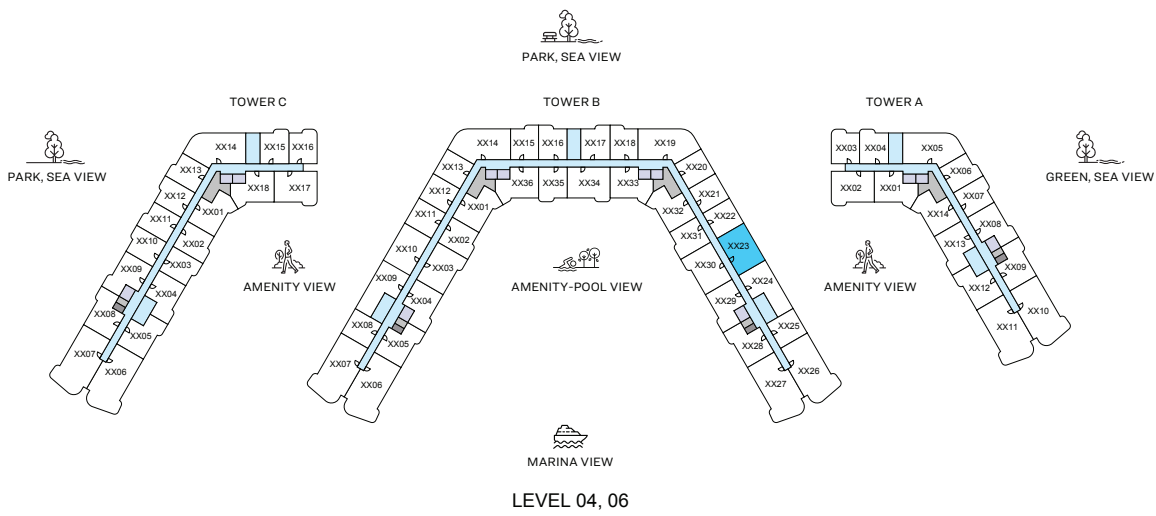 PARK, SEA VIEW
TOWER C
TOWER B
TOWER A
PARK, SEA VIEW
GREEN, SEA VIEW
XX14 XX15 XX16
XX13
XX18 XX17
XX12
XX01
XX11
XX02
XX10
XX03
XX09
XX04
XX08
XX05
XX07
XX06
AMENITY VIEW
XX14 XX15 XX16 XX17 XX18 XX19
XX13
XX36 XX35 XX34 XX33
XX20
XX12
XX01
XX32
XX21
XX11
XX02
XX31
XX22
XX10
XX03
XX30
XX23
XX09
XX04
XX29
XX24
XX08
XX05
XX28
XX25
XX07
XX06
XX27
XX26
AMENITY-POOL VIEW
AMENITY VIEW
XX03 XX04 XX05
XX02 XX01
XX06
XX14
XX07
XX13
XX08
XX12
XX09
XX11
XX10
MARINA VIEW
LEVEL 04, 06